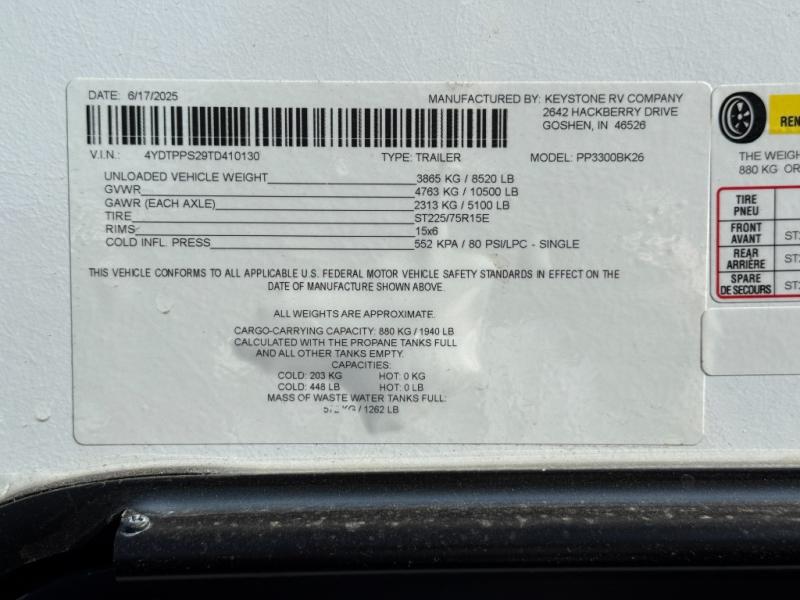 DATE: 6/17/2025
MANUFACTURED BY: KEYSTONE RV COMPANY
2642 HACKBERRY DRIVE
GOSHEN, IN 46526
V.I.N.: 4YDTPPS29TD410130 TYPE: TRAILER MODEL: PP3300BK26
UNLOADED VEHICLE WEIGHT 3865 KG / 8520 LB
GVWR 4763 KG / 10500 LB
GAWR (EACH AXLE) 2313 KG / 5100 LB
TIRE ST225/75R15E
RIMS 15x6
COLD INFL. PRESS 552 KPA / 80 PSI/LPC - SINGLE
THIS VEHICLE CONFORMS TO ALL APPLICABLE U.S. FEDERAL MOTOR VEHICLE SAFETY STANDARDS IN EFFECT ON THE
DATE OF MANUFACTURE SHOWN ABOVE.
ALL WEIGHTS ARE APPROXIMATE.
CARGO-CARRYING CAPACITY: 880 KG / 1940 LB
CALCULATED WITH THE PROPANE TANKS FULL
AND ALL OTHER TANKS EMPTY.
CAPACITIES:
COLD: 203 KG HOT: 0 KG
COLD: 448 LB HOT: 0 LB
MASS OF WASTE WATER TANKS FULL:
KG / 1262 LB
THE WEIGH
880 KG OR
TIRE
PNEU
FRONT
AVANT
REAR
ARRIÈRE
SPARE
DE SECOURS